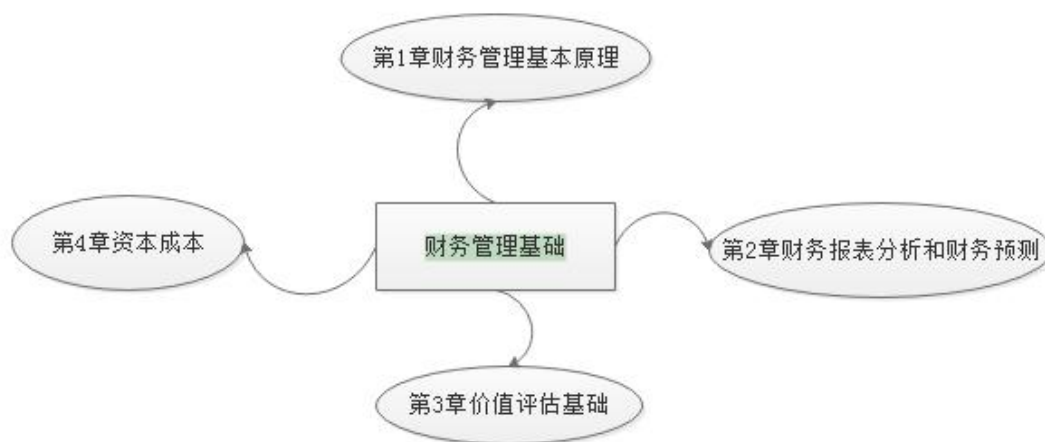 第1章财务管理基本原理
第4章资本成本
财务管理基础
第2章财务报表分析和财务预测
第3章价值评估基础